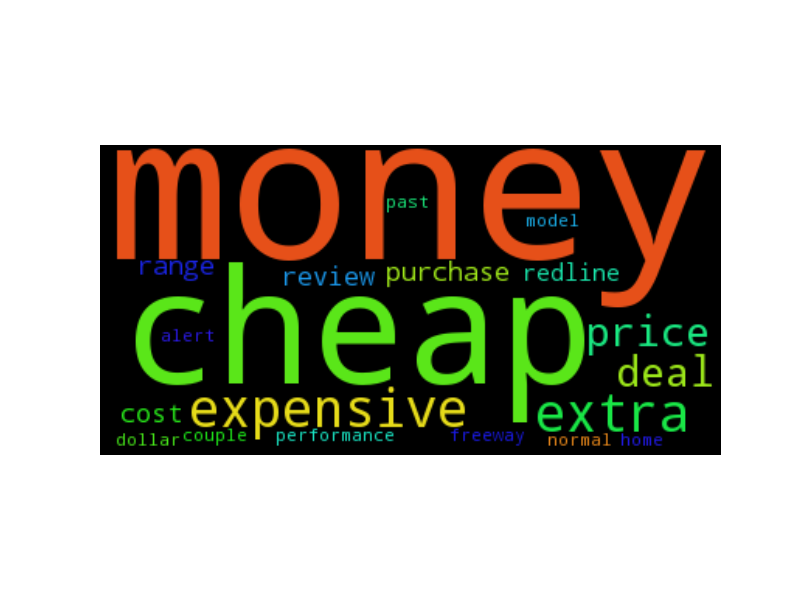 money
past
model
range review purchase redline
cheap
alert price
deal
cost expensive extra
dollar couple performance freeway normal home